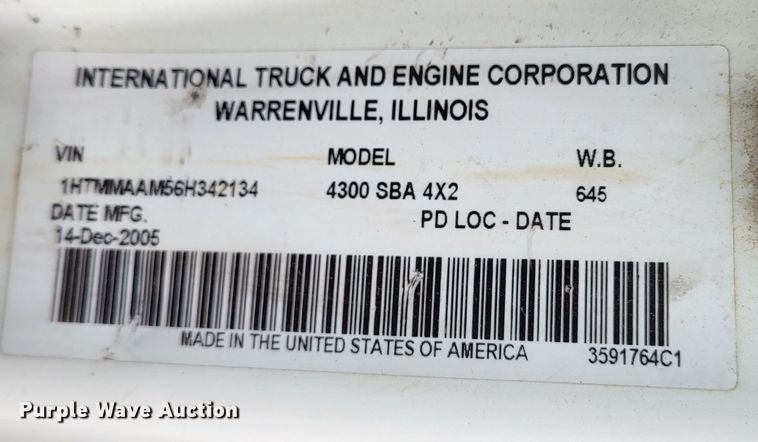 INTERNATIONAL TRUCK AND ENGINE CORPORATION
WARRENVILLE, ILLINOIS
VIN MODEL W.B.
1HTMMAAM56H342134 4300 SBA 4X2 645
DATE MFG. PD LOC - DATE
14-Dec-2005
MADE IN THE UNITED STATES OF AMERICA 3591764C1
Purple Wave Auction